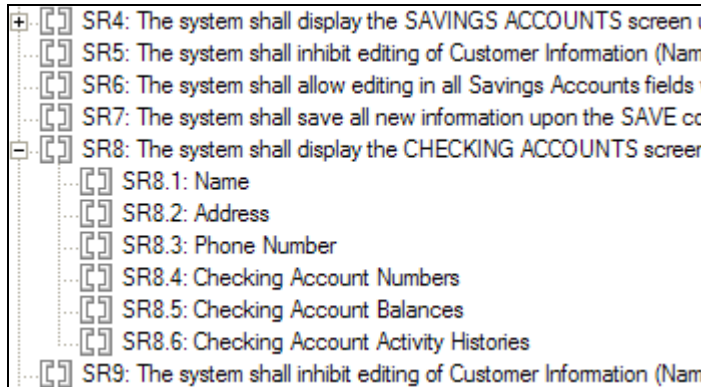 SR4: The system shall display the SAVINGS ACCOUNTS screen
SR5: The system shall inhibit editing of Customer Information
SR6: The system shall allow editing in all Savings Accounts fields
SR7: The system shall save all new information upon the SAVE
SR8: The system shall display the CHECKING ACCOUNTS screen
SR8.1: Name
SR8.2: Address
SR8.3: Phone Number
SR8.4: Checking Account Numbers
SR8.5: Checking Account Balances
SR8.6: Checking Account Activity Histories
SR9: The system shall inhibit editing of Customer Information